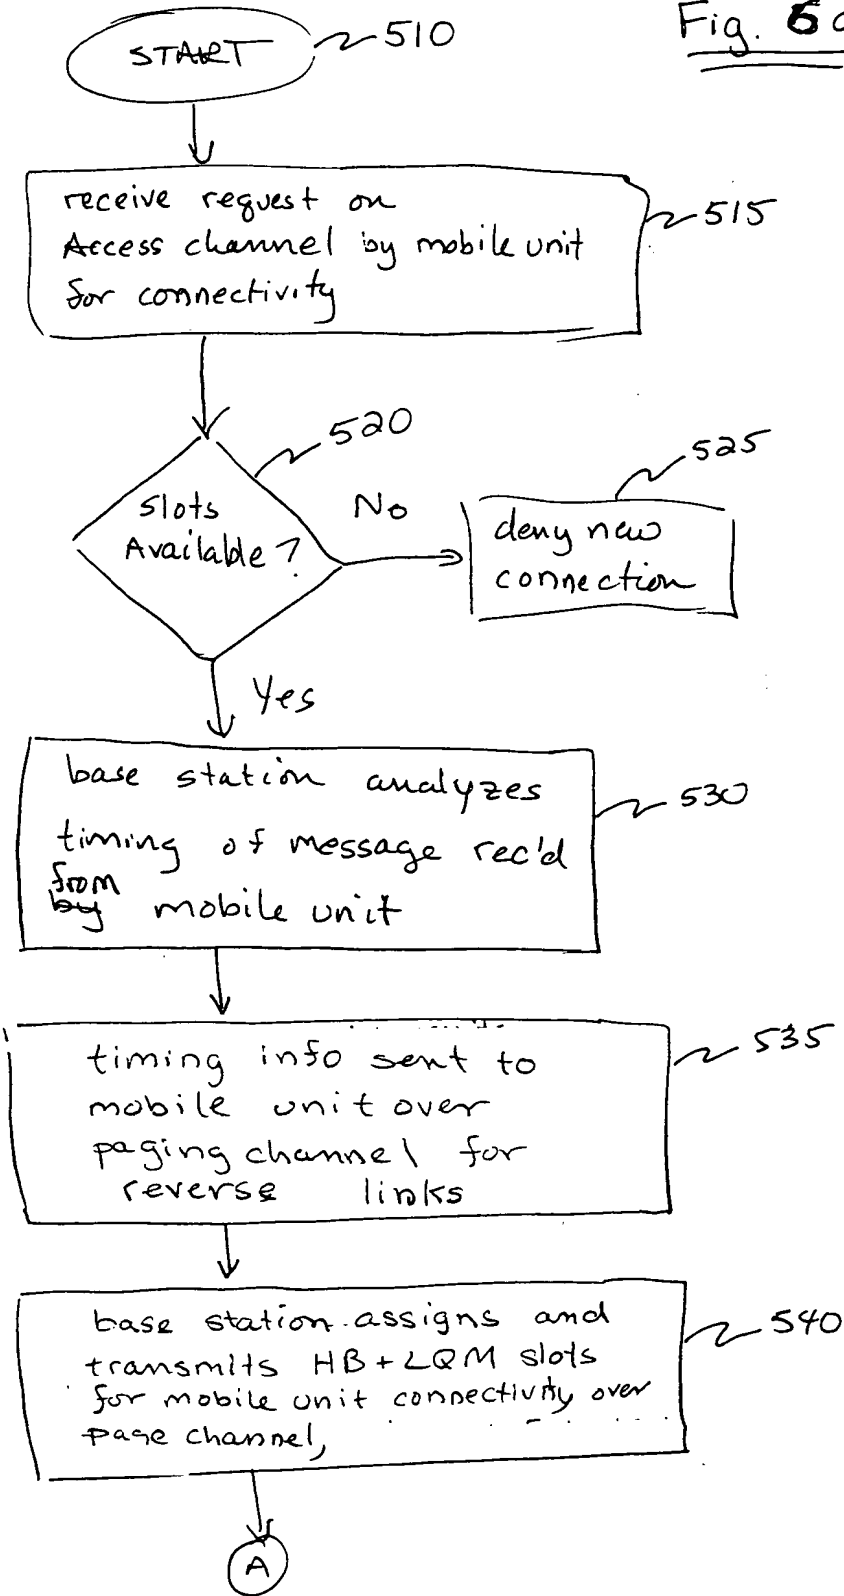 START
510
Fig. 6a
receive request on
Access channel by mobile unit
for connectivity
515
520
Slots
Available?
No
525
deny new
connection
Yes
base station analyzes
timing of message rec'd
from
by mobile unit
530
timing info sent to
mobile unit over
paging channel for
reverse links
535
base station assigns and
transmits HB+LQM slots
for mobile unit connectivity over
page channel,
540
A